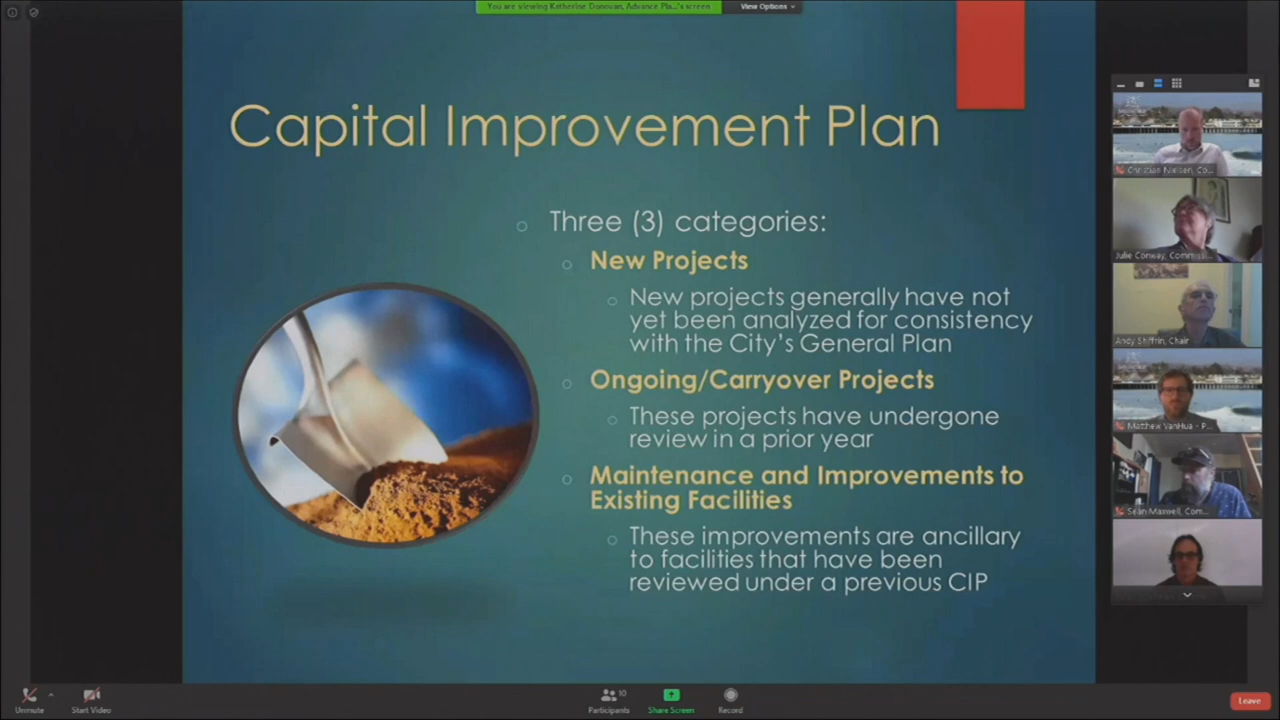 You are viewing Katherine Donovan, Advance Pla...'s screen
View Options
Capital Improvement Plan
Three (3) categories:
New Projects
New projects generally have not
yet been analyzed for consistency
with the City's General Plan
Ongoing/Carryover Projects
These projects have undergone
review in a prior year
Maintenance and Improvements to
Existing Facilities
These improvements are ancillary
to facilities that have been
reviewed under a previous CIP
Christian Nielsen, Co...
Julie Conway, Commiss...
Andy Shiffrin, Chair
Matthew VanHua - P...
Sean Maxwell, Com...
Unmute
Start Video
Participants
10
Share Screen
Record
Leave